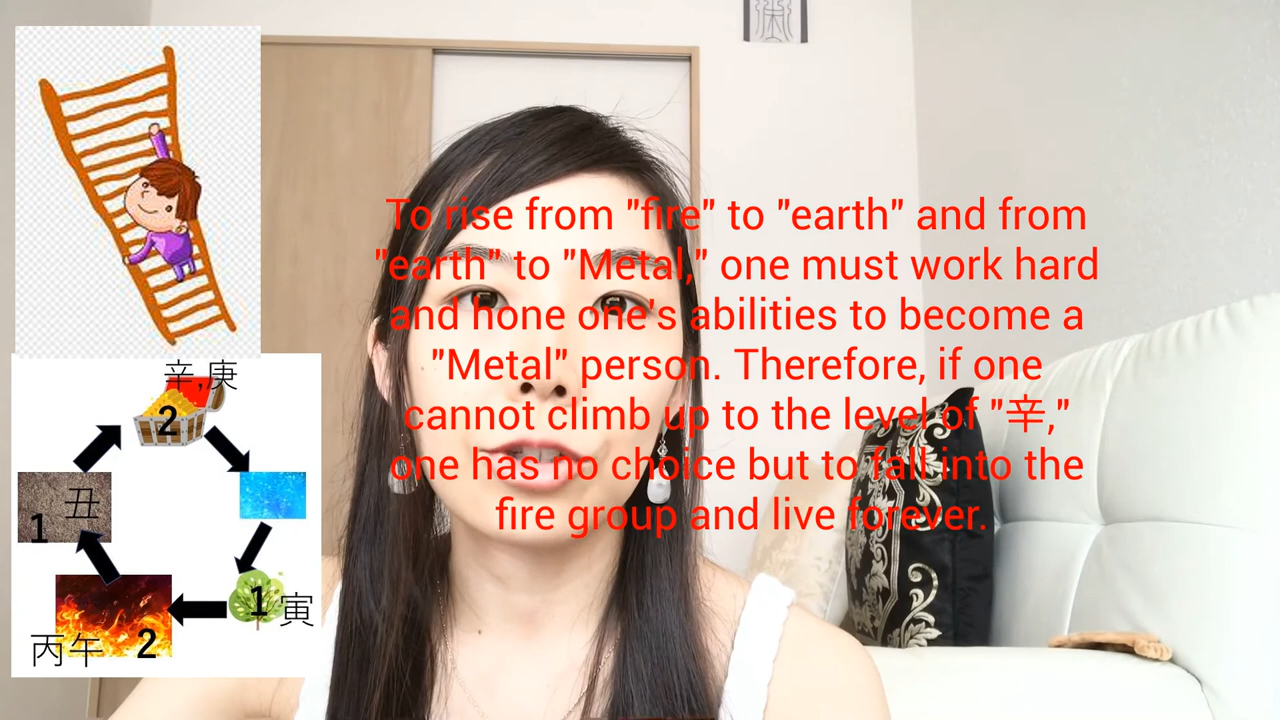 To rise from "fire" to "earth" and from
"earth" to "Metal," one must work hard
and hone one's abilities to become a
"Metal" person. Therefore, if one
cannot climb up to the level of "辛,"
one has no choice but to fall into the
fire group and live forever.
辛,庚
2
丑
1
1 寅
丙午 2